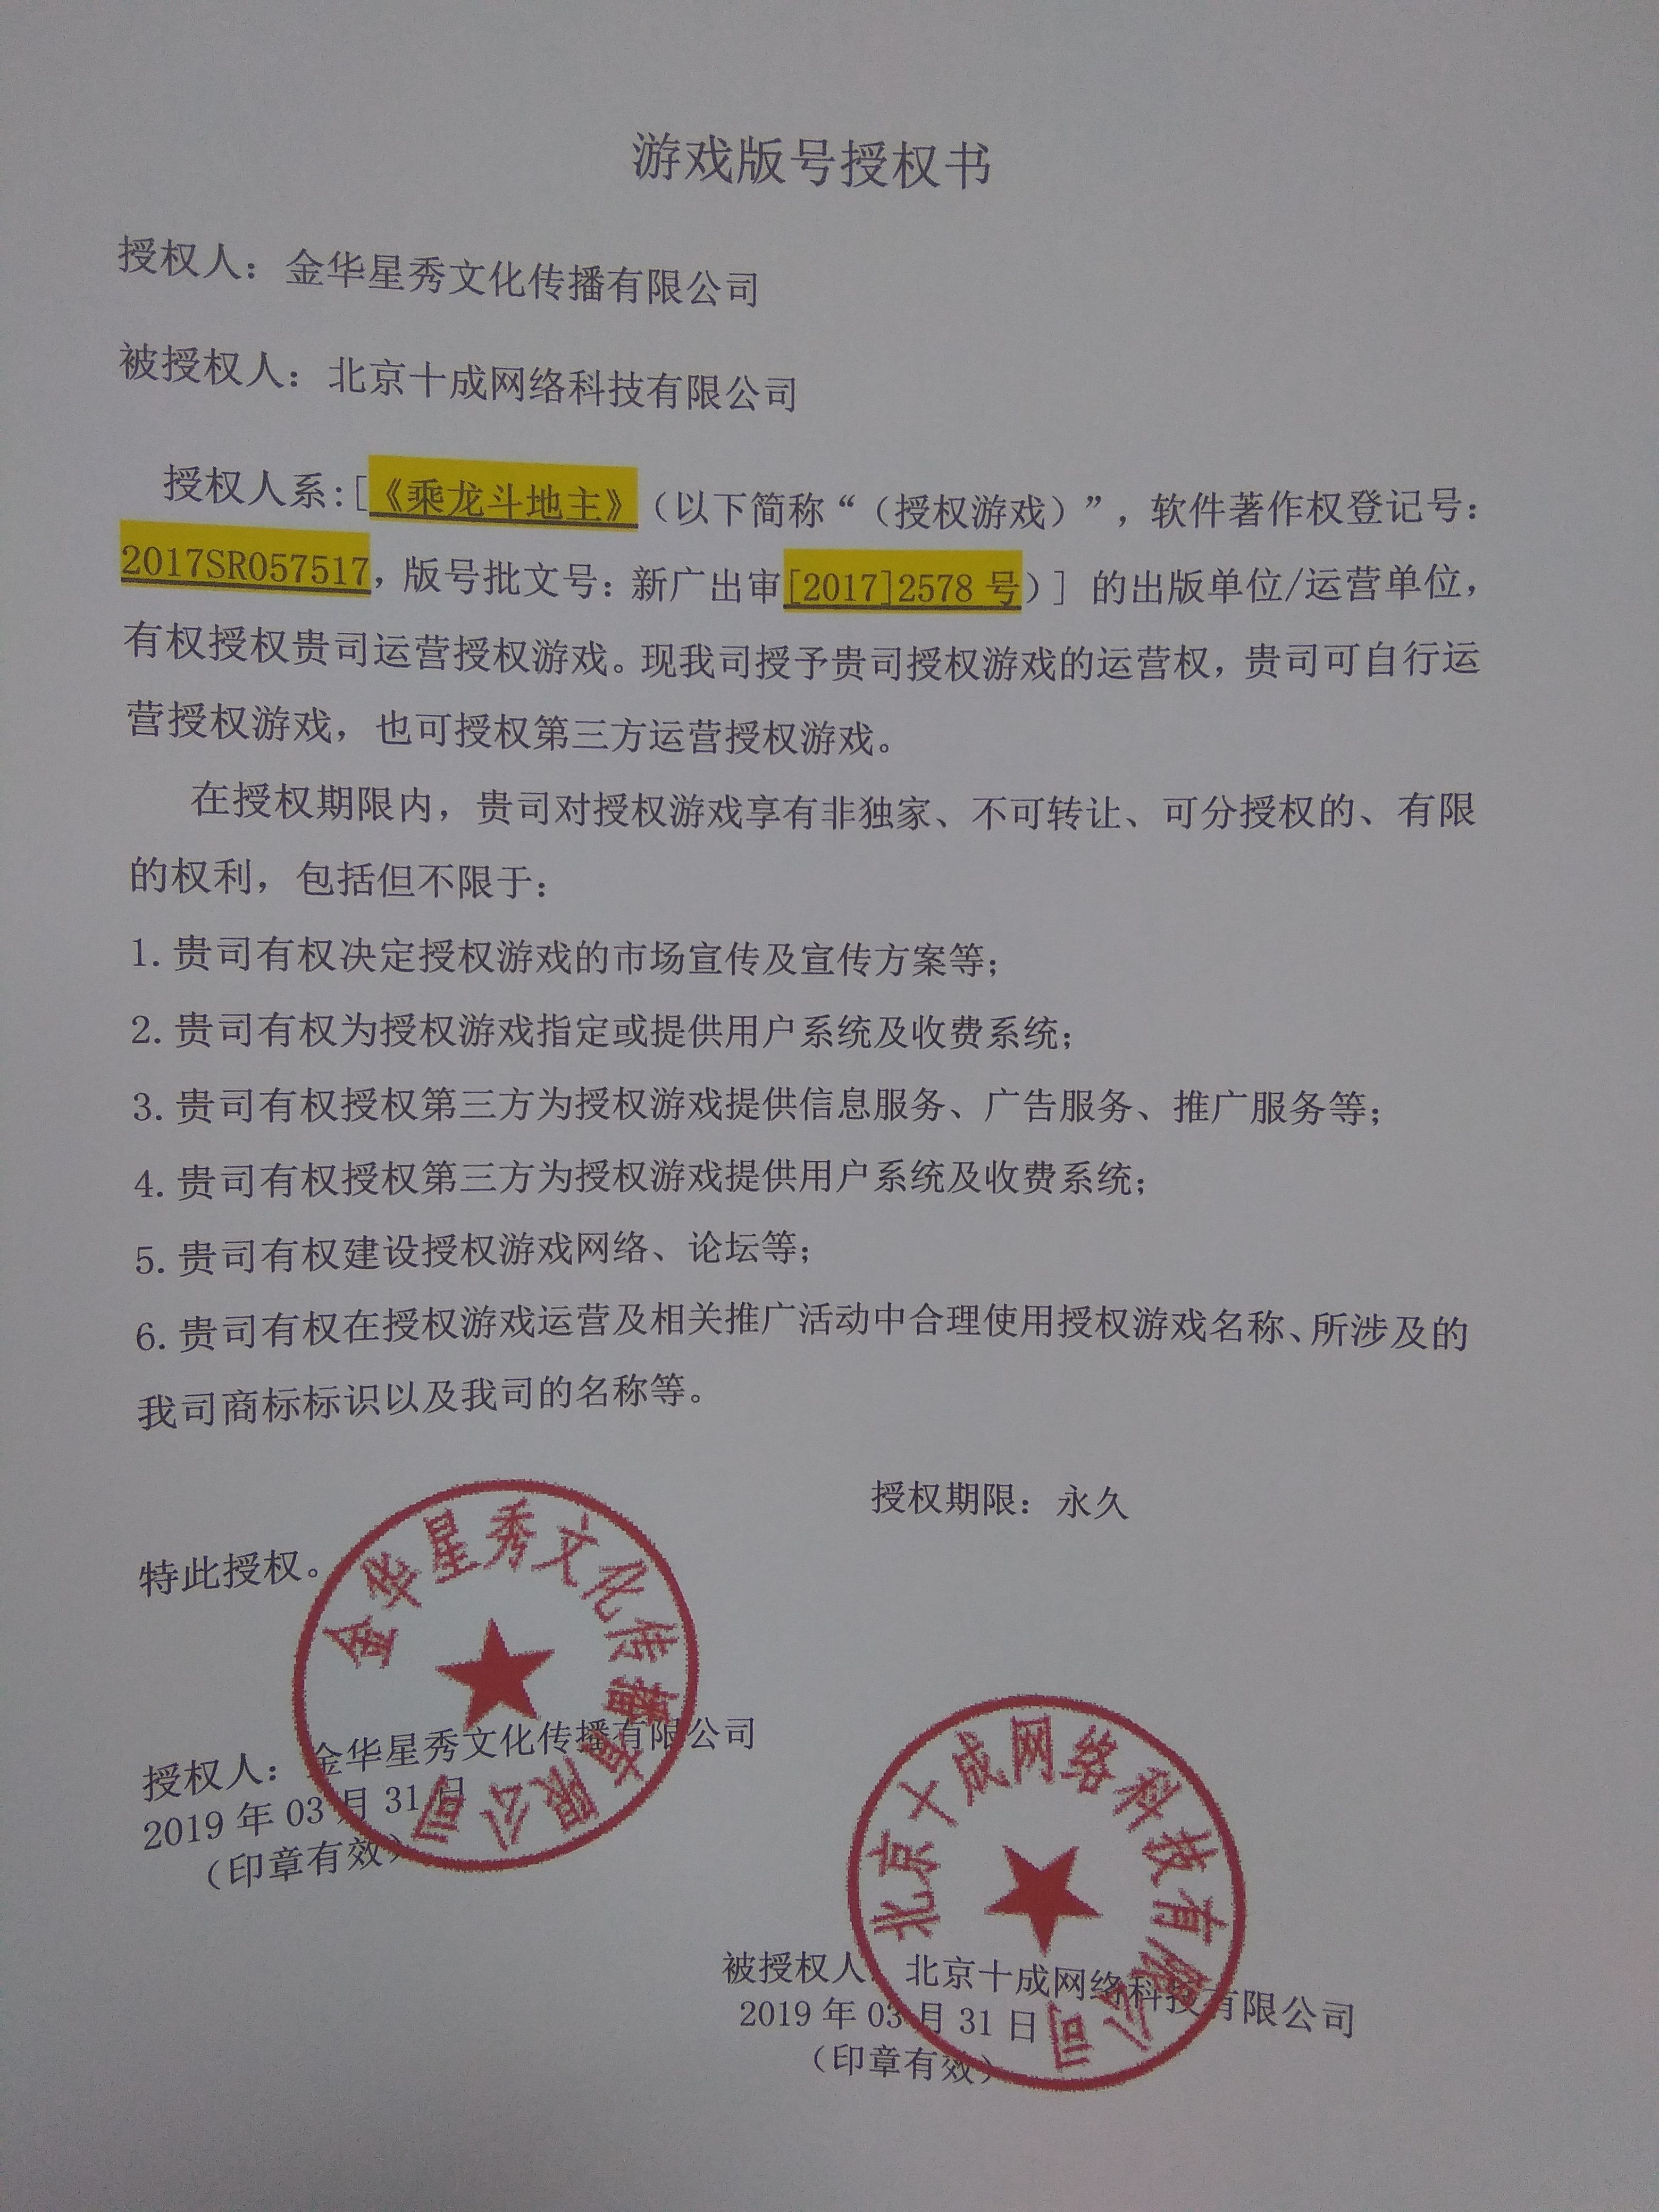 游戏版号授权书
授权人：金华星秀文化传播有限公司
被授权人：北京十成网络科技有限公司
授权人系:[《乘龙斗地主》（以下简称“（授权游戏）”，软件著作权登记号：
2017SR057517，版号批文号：新广出审[2017]2578 号)］的出版单位/运营单位，
有权授权贵司运营授权游戏。现我司授予贵司授权游戏的运营权，贵司可自行运
营授权游戏，也可授权第三方运营授权游戏。
在授权期限内，贵司对授权游戏享有非独家、不可转让、可分授权的、有限
的权利，包括但不限于：
1. 贵司有权决定授权游戏的市场宣传及宣传方案等；
2. 贵司有权为授权游戏指定或提供用户系统及收费系统；
3. 贵司有权授权第三方为授权游戏提供信息服务、广告服务、推广服务等；
4. 贵司有权授权第三方为授权游戏提供用户系统及收费系统；
5. 贵司有权建设授权游戏网络、论坛等；
6. 贵司有权在授权游戏运营及相关推广活动中合理使用授权游戏名称、所涉及的
我司商标标识以及我司的名称等。
授权期限：永久
特此授权。
金华星秀文化传播有限公司
授权人：金华星秀文化传播有限公司
2019 年 03 月 31 日
（印章有效）
北京十成网络科技有限公司
被授权人：北京十成网络科技有限公司
2019 年 03 月 31 日
（印章有效）